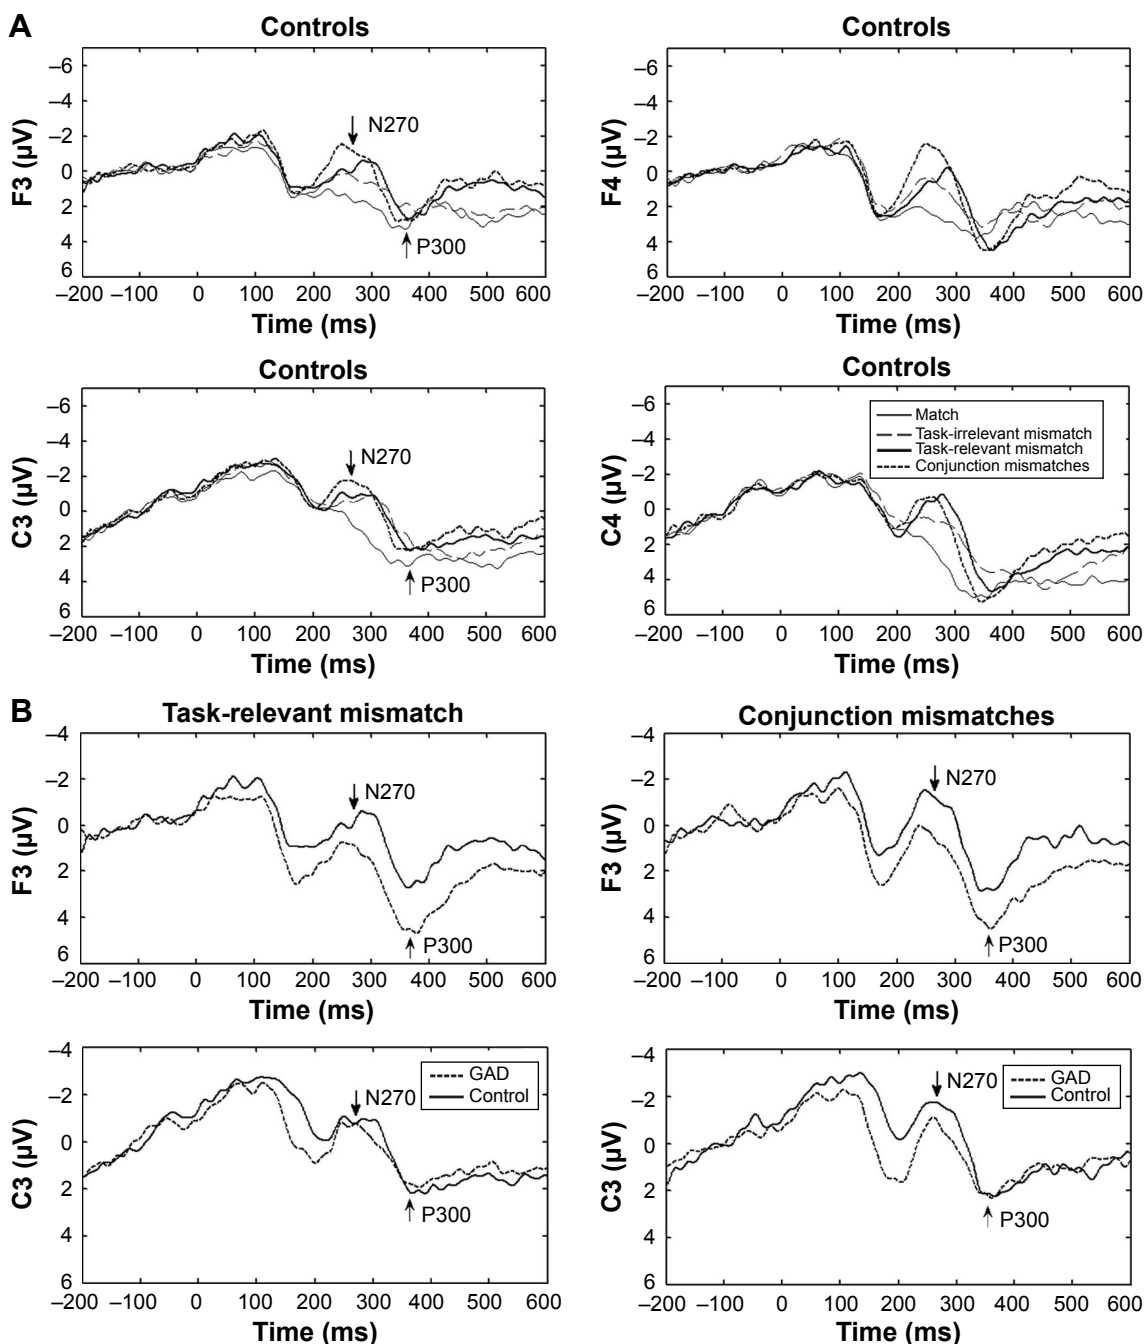 A
Controls
F3 (µV)
–6
–4
–2
0
2
4
6
N270
P300
–200 –100 0 100 200 300 400 500 600
Time (ms)
Controls
F4 (µV)
–6
–4
–2
0
2
4
6
–200 –100 0 100 200 300 400 500 600
Time (ms)
Controls
C3 (µV)
–6
–4
–2
0
2
4
6
N270
P300
–200 –100 0 100 200 300 400 500 600
Time (ms)
Controls
C4 (µV)
–6
–4
–2
0
2
4
6
Match
Task-irrelevant mismatch
Task-relevant mismatch
Conjunction mismatches
–200 –100 0 100 200 300 400 500 600
Time (ms)
B
Task-relevant mismatch
F3 (µV)
–4
–2
0
2
4
6
N270
P300
–200 –100 0 100 200 300 400 500 600
Time (ms)
Conjunction mismatches
F3 (µV)
–4
–2
0
2
4
6
N270
P300
–200 –100 0 100 200 300 400 500 600
Time (ms)
C3 (µV)
–4
–2
0
2
4
6
GAD
Control
N270
P300
–200 –100 0 100 200 300 400 500 600
Time (ms)
C3 (µV)
–4
–2
0
2
4
6
GAD
Control
N270
P300
–200 –100 0 100 200 300 400 500 600
Time (ms)